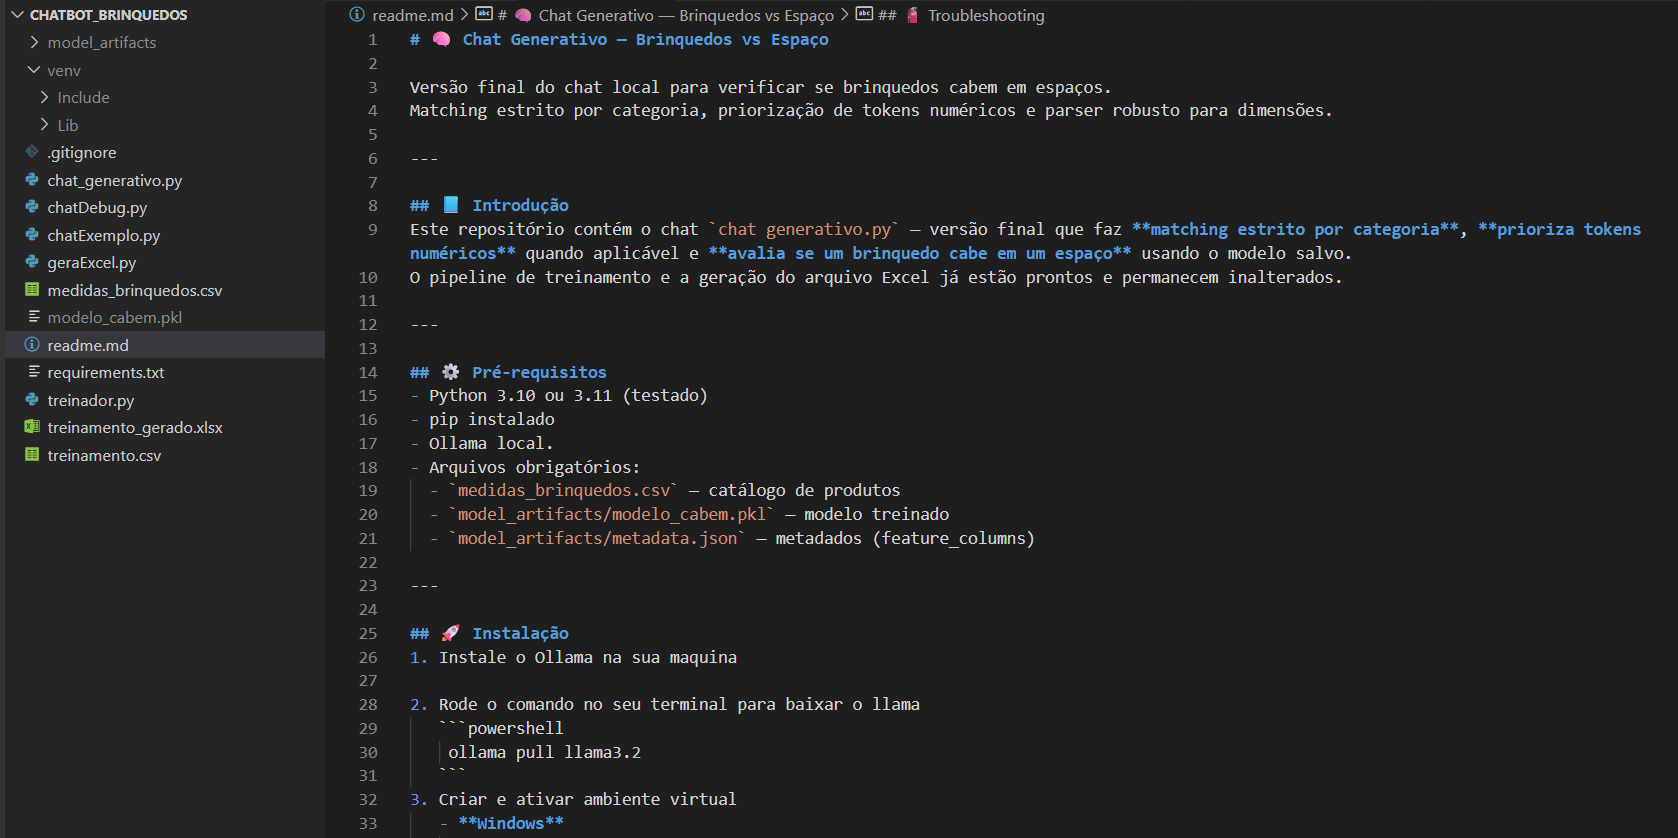 CHATBOT_BRINQUEDOS
model_artifacts
venv
Include
Lib
.gitignore
chat_generativo.py
chatDebug.py
chatExemplo.py
geraExcel.py
medidas_brinquedos.csv
modelo_cabem.pkl
readme.md
requirements.txt
treinador.py
treinamento_gerado.xlsx
treinamento.csv
readme.md > # 🧠 Chat Generativo — Brinquedos vs Espaço > ## 🧯 Troubleshooting
1 # 🧠 Chat Generativo — Brinquedos vs Espaço
2
3 Versão final do chat local para verificar se brinquedos cabem em espaços.
4 Matching estrito por categoria, priorização de tokens numéricos e parser robusto para dimensões.
5
6 ---
7
8 ## 📘 Introdução
9 Este repositório contém o chat `chat_generativo.py` — versão final que faz **matching estrito por categoria**, **prioriza tokens
numéricos** quando aplicável e **avalia se um brinquedo cabe em um espaço** usando o modelo salvo.
10 O pipeline de treinamento e a geração do arquivo Excel já estão prontos e permanecem inalterados.
11
12 ---
13
14 ## ⚙️ Pré-requisitos
15 - Python 3.10 ou 3.11 (testado)
16 - pip instalado
17 - Ollama local.
18 - Arquivos obrigatórios:
19 - `medidas_brinquedos.csv` — catálogo de produtos
20 - `model_artifacts/modelo_cabem.pkl` — modelo treinado
21 - `model_artifacts/metadata.json` — metadados (feature_columns)
22
23 ---
24
25 ## 🚀 Instalação
26 1. Instale o Ollama na sua maquina
27
28 2. Rode o comando no seu terminal para baixar o llama
29 ```powershell
30 ollama pull llama3.2
31 ```
32 3. Criar e ativar ambiente virtual
33 - **Windows**